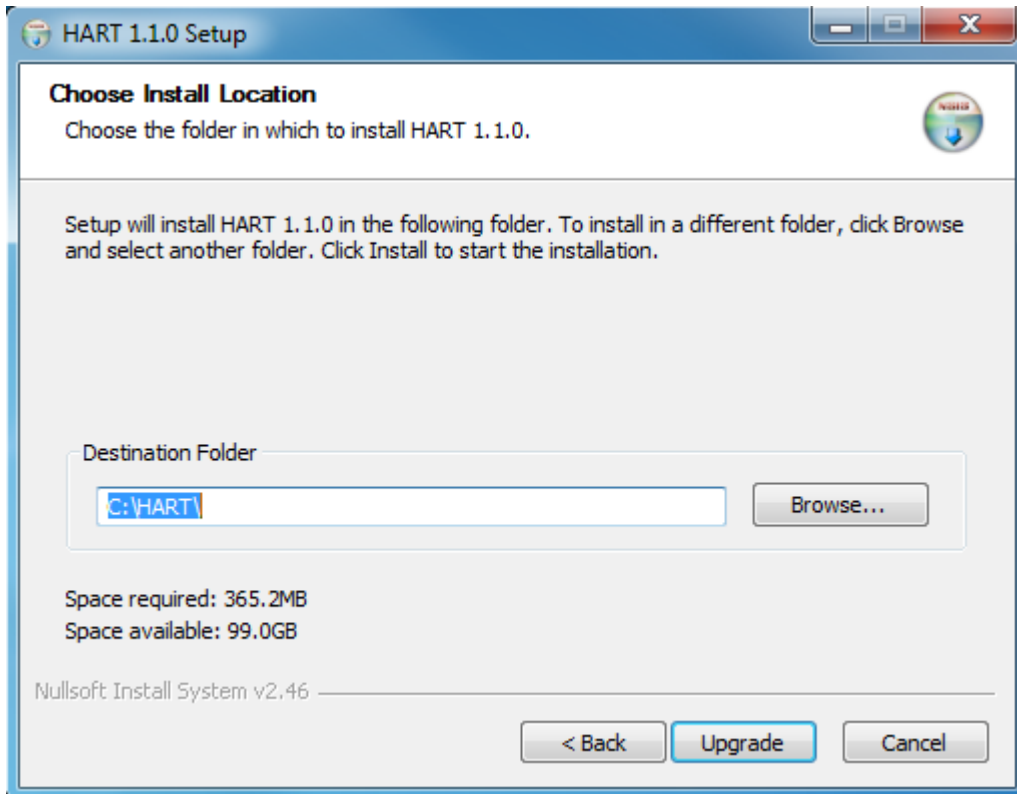 HART 1.1.0 Setup
Choose Install Location
Choose the folder in which to install HART 1.1.0.
NSIS
Setup will install HART 1.1.0 in the following folder. To install in a different folder, click Browse
and select another folder. Click Install to start the installation.
Destination Folder
C:\HART\
Browse...
Space required: 365.2MB
Space available: 99.0GB
Nullsoft Install System v2.46
< Back
Upgrade
Cancel